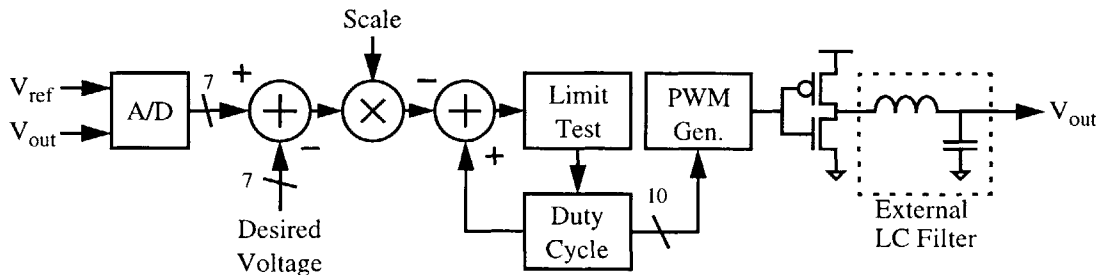 Scale
V_ref
V_out
A/D
7
+
+
−
7
Desired
Voltage
×
−
+
+
Limit
Test
Duty
Cycle
10
PWM
Gen.
External
LC Filter
V_out